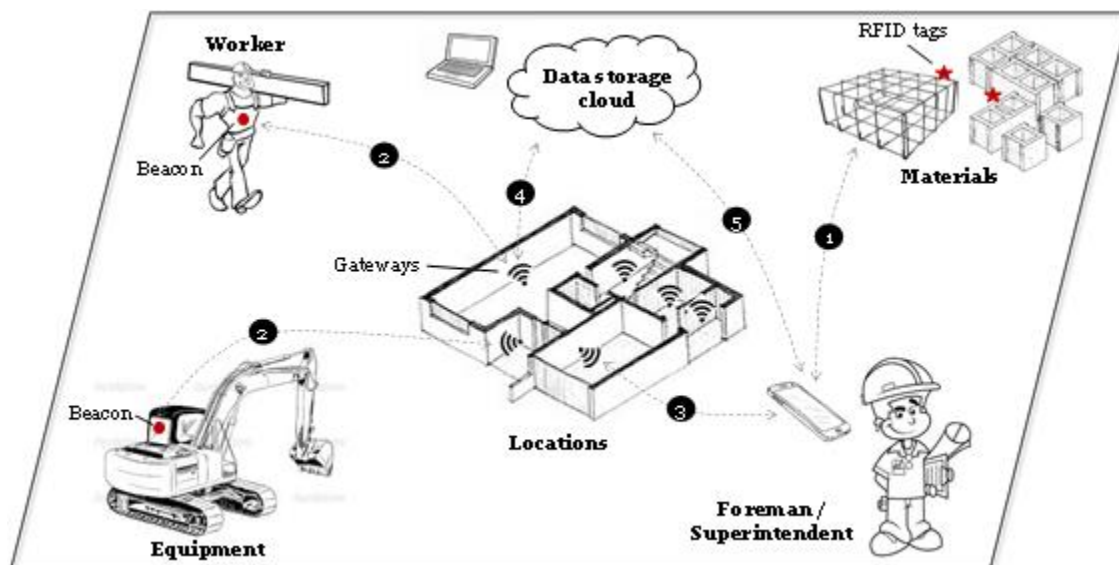 Worker
RFID tags
Data storage
cloud
Beacon
2
4
Materials
5
1
Gateways
2
Beacon
3
Locations
Foreman /
Superintendent
Equipment